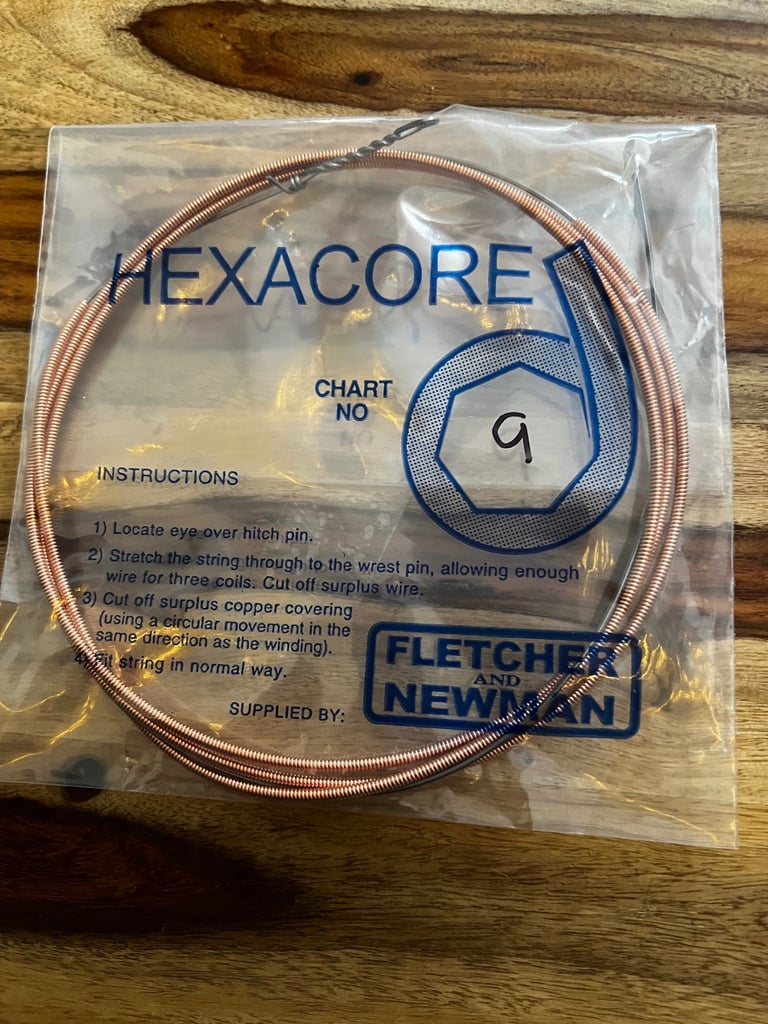 HEXACORE
CHART
NO
9
INSTRUCTIONS
1) Locate eye over hitch pin.
2) Stretch the string through to the wrest pin, allowing enough
wire for three coils. Cut off surplus wire.
3) Cut off surplus copper covering
(using a circular movement in the
same direction as the winding).
4) Fit string in normal way.
SUPPLIED BY:
FLETCHER
AND
NEWMAN